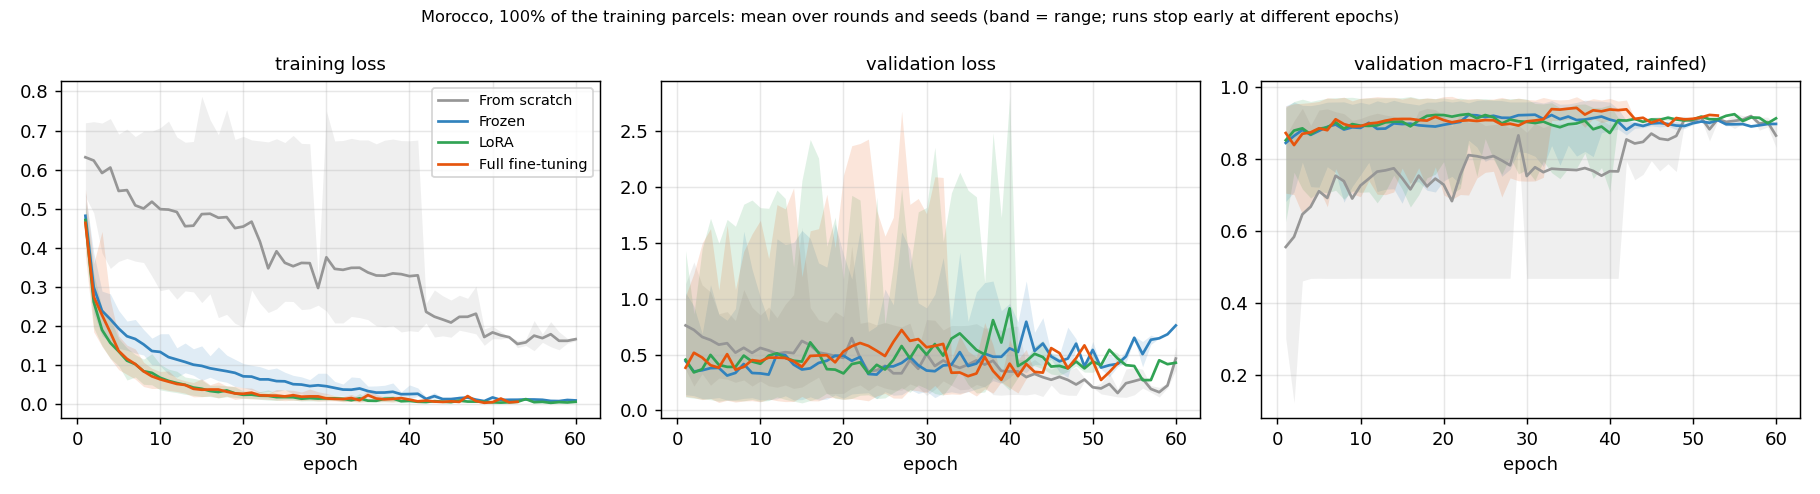 Morocco, 100% of the training parcels: mean over rounds and seeds (band = range; runs stop early at different epochs)
training loss
0.8
0.7
0.6
0.5
0.4
0.3
0.2
0.1
0.0
0 10 20 30 40 50 60
epoch
From scratch
Frozen
LoRA
Full fine-tuning
validation loss
2.5
2.0
1.5
1.0
0.5
0.0
0 10 20 30 40 50 60
epoch
validation macro-F1 (irrigated, rainfed)
1.0
0.8
0.6
0.4
0.2
0 10 20 30 40 50 60
epoch